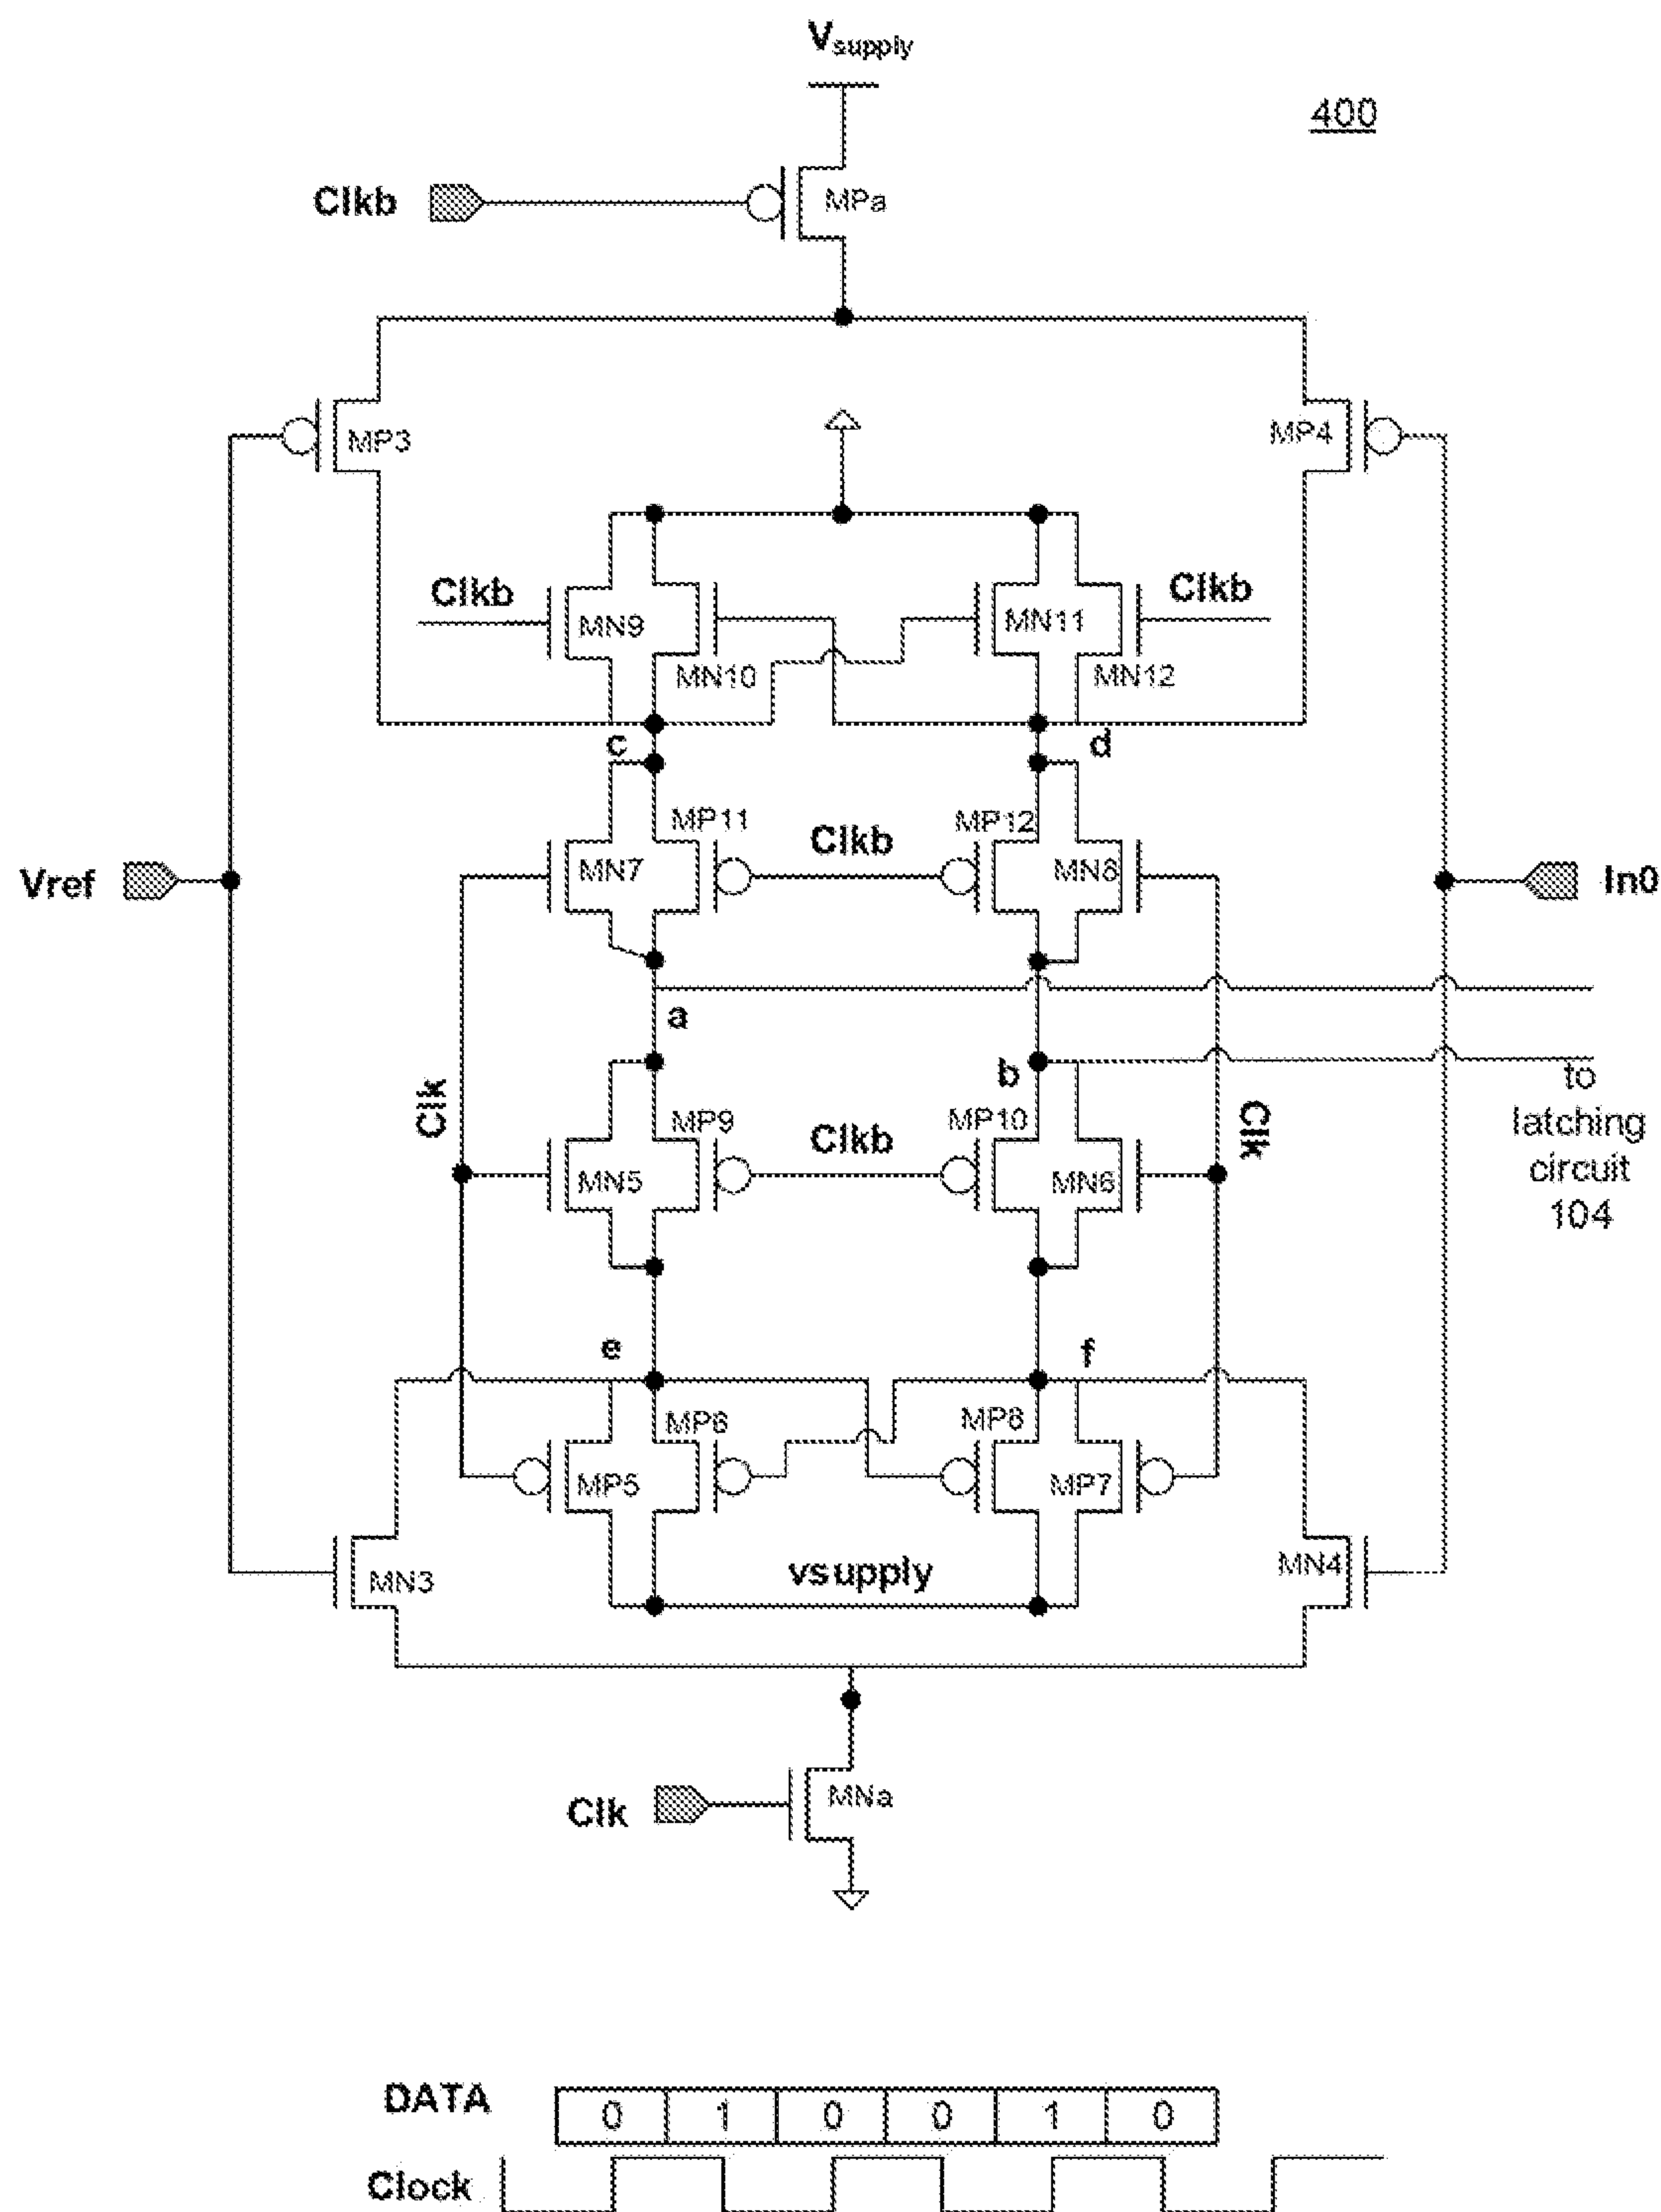 Vsupply
400
Clkb
MPa
MP3
MP4
Clkb
Clkb
MN9
MN11
MN10
MN12
c
d
MP11
MP12
Clkb
MN7
MN8
Vref
In0
a
b
to
latching
circuit
104
Clk
Clk
MP9
MP10
Clkb
MN5
MN6
e
f
MP6
MP8
MP5
MP7
vsupply
MN3
MN4
Clk
MNa
DATA
0 1 0 0 1 0
Clock